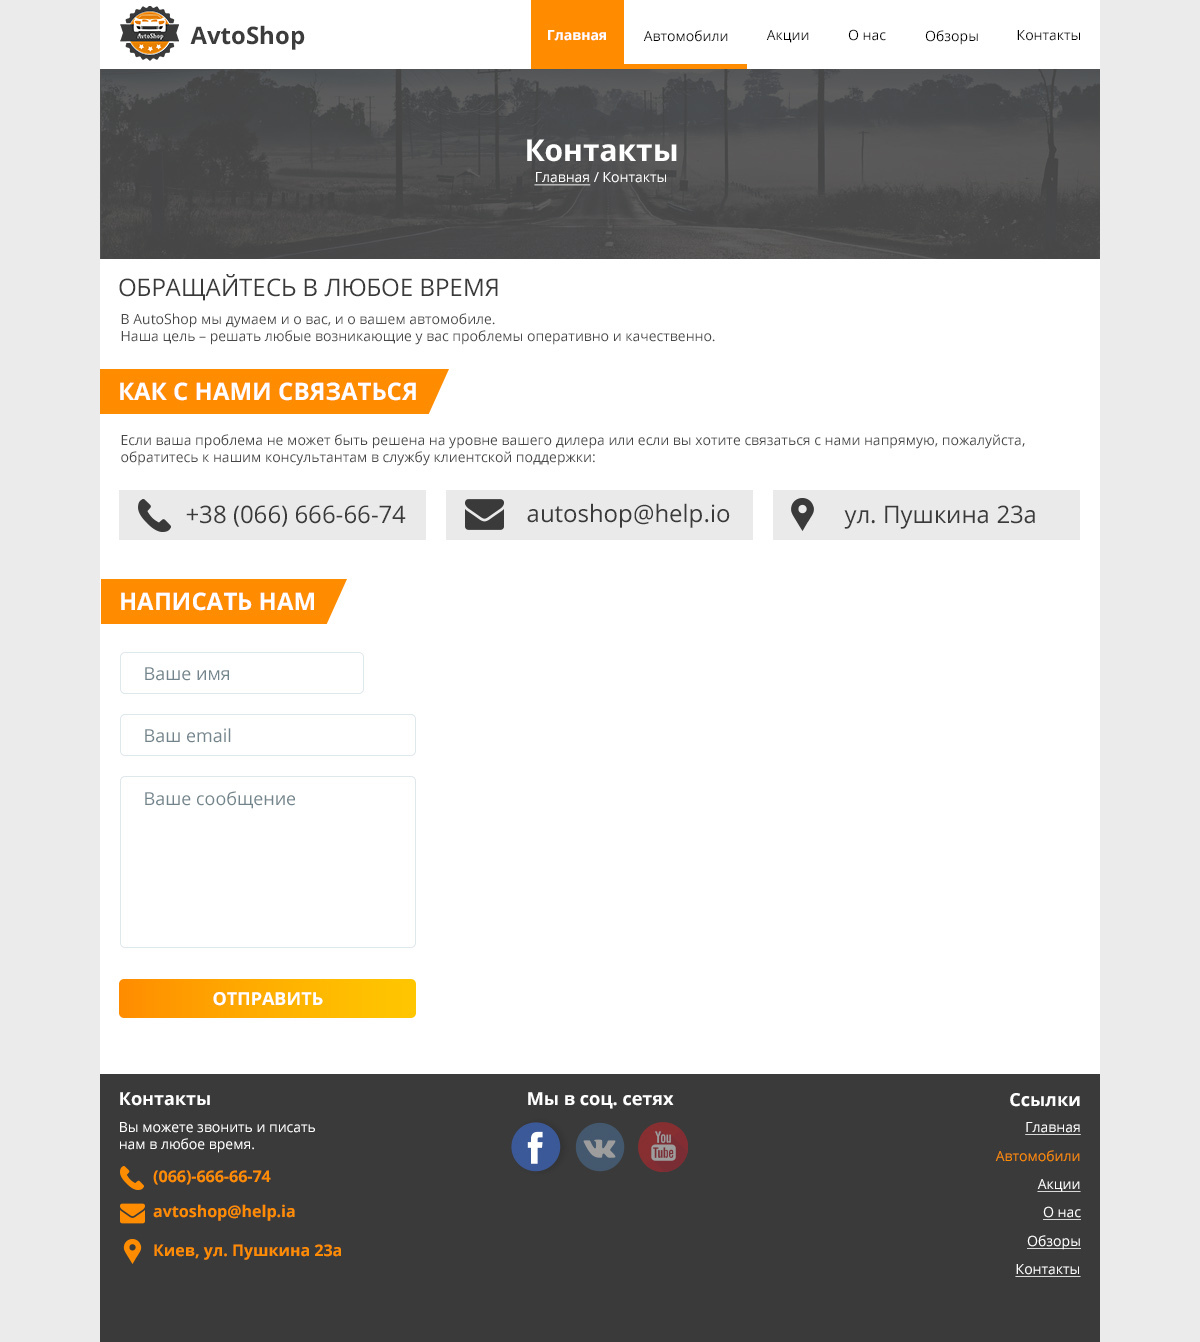 AvtoShop
AvtoShop
Главная
Автомобили
Акции
О нас
Обзоры
Контакты
Контакты
Главная / Контакты
ОБРАЩАЙТЕСЬ В ЛЮБОЕ ВРЕМЯ
В AutoShop мы думаем и о вас, и о вашем автомобиле.
Наша цель – решать любые возникающие у вас проблемы оперативно и качественно.
КАК С НАМИ СВЯЗАТЬСЯ
Если ваша проблема не может быть решена на уровне вашего дилера или если вы хотите связаться с нами напрямую, пожалуйста,
обратитесь к нашим консультантам в службу клиентской поддержки:
+38 (066) 666-66-74
autoshop@help.io
ул. Пушкина 23а
НАПИСАТЬ НАМ
Ваше имя
Ваш email
Ваше сообщение
ОТПРАВИТЬ
Контакты
Вы можете звонить и писать
нам в любое время.
(066)-666-66-74
avtoshop@help.ia
Киев, ул. Пушкина 23а
Мы в соц. сетях
f
VK
You
Tube
Ссылки
Главная
Автомобили
Акции
О нас
Обзоры
Контакты